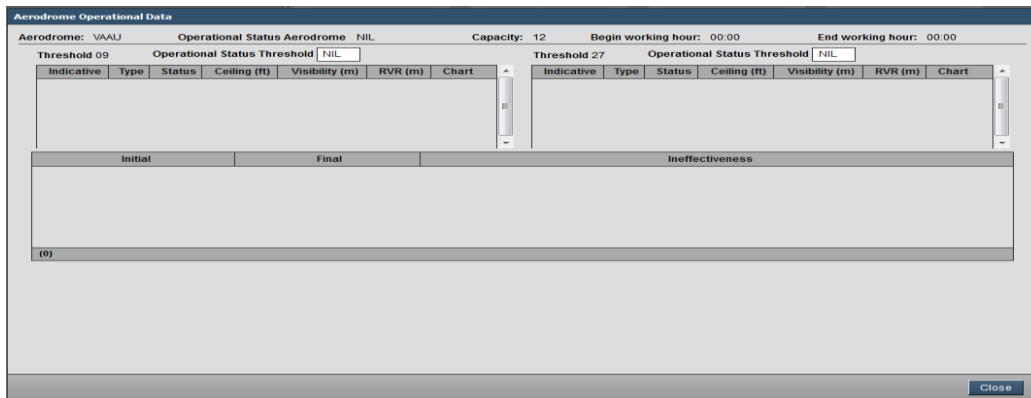 Aerodrome Operational Data
Aerodrome: VAAU Operational Status Aerodrome NIL Capacity: 12 Begin working hour: 00:00 End working hour: 00:00
Threshold 09 Operational Status Threshold NIL Threshold 27 Operational Status Threshold NIL
Indicative Type Status Ceiling (ft) Visibility (m) RVR (m) Chart Indicative Type Status Ceiling (ft) Visibility (m) RVR (m) Chart
Initial Final Ineffectiveness
(0)
Close